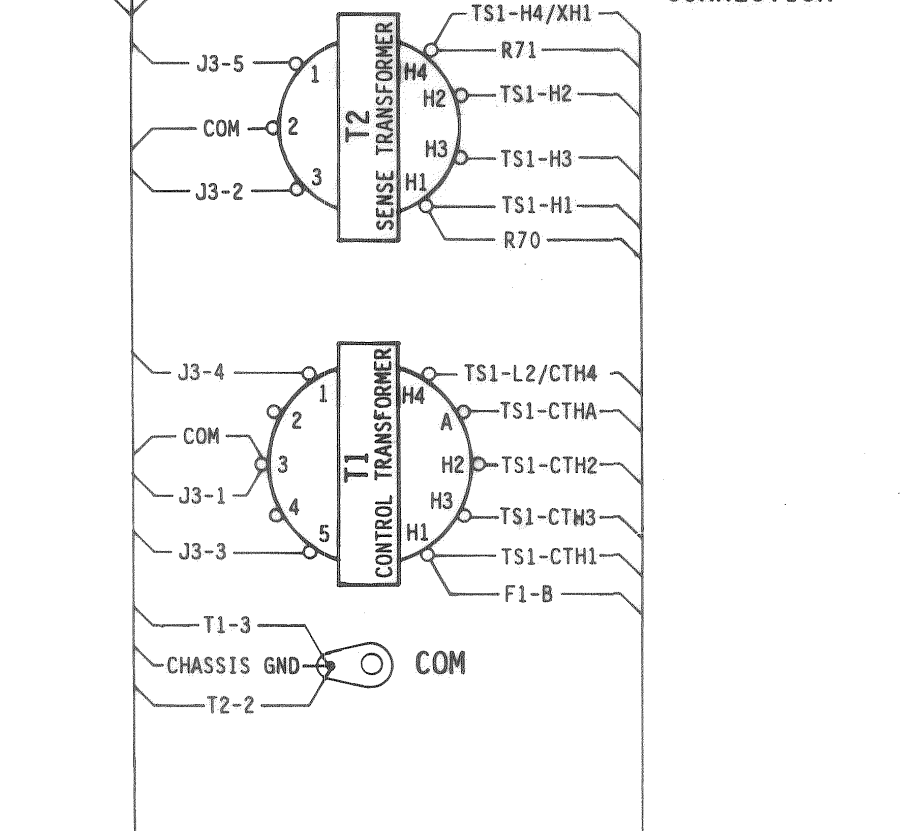 TS1-H4/XH1
J3-5
1
H4
R71
H2
TS1-H2
COM
2
T2
SENSE TRANSFORMER
H3
TS1-H3
J3-2
3
H1
TS1-H1
R70
J3-4
1
H4
TS1-L2/CTH4
2
A
TS1-CTHA
COM
3
T1
CONTROL TRANSFORMER
H2
TS1-CTH2
J3-1
4
H3
TS1-CTH3
J3-3
5
H1
TS1-CTH1
F1-B
T1-3
CHASSIS GND
COM
T2-2